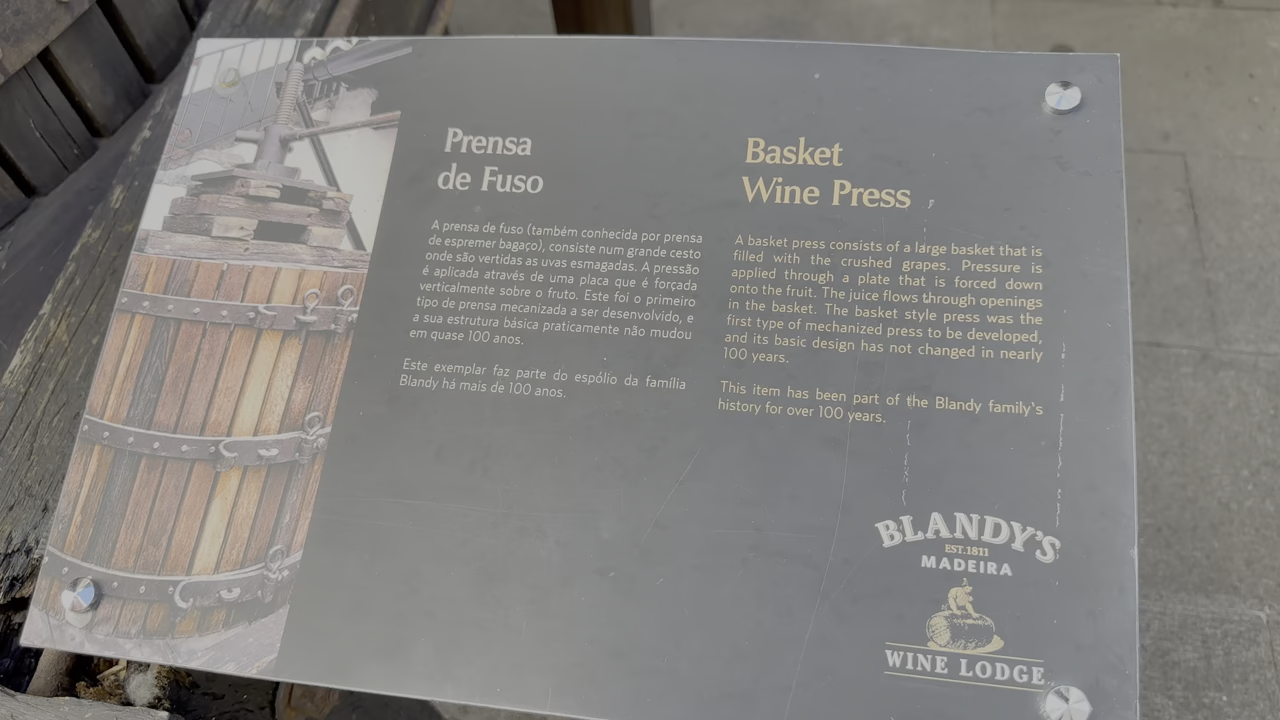 Prensa
de Fuso
A prensa de fuso (também conhecida por prensa
de espremer bagaço), consiste num grande cesto
onde são vertidas as uvas esmagadas. A pressão
é aplicada através de uma placa que é forçada
verticalmente sobre o fruto. Este foi o primeiro
tipo de prensa mecanizada a ser desenvolvido, e
a sua estrutura básica praticamente não mudou
em quase 100 anos.
Este exemplar faz parte do espólio da família
Blandy há mais de 100 anos.
Basket
Wine Press
A basket press consists of a large basket that is
filled with the crushed grapes. Pressure is
applied through a plate that is forced down
onto the fruit. The juice flows through openings
in the basket. The basket style press was the
first type of mechanized press to be developed,
and its basic design has not changed in nearly
100 years.
This item has been part of the Blandy family's
history for over 100 years.
BLANDY'S
EST.1811
MADEIRA
WINE LODGE